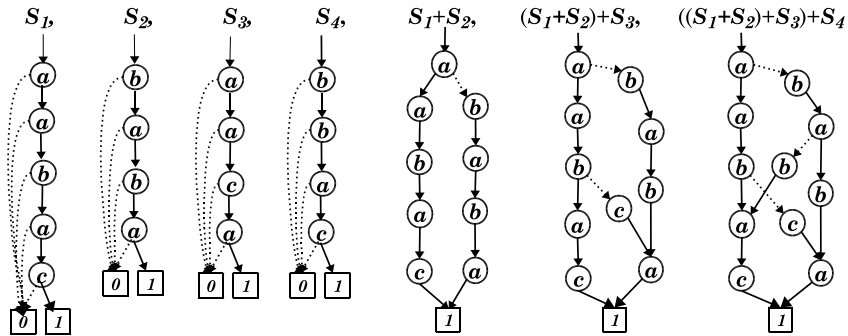 S1, S2, S3, S4, S1+S2, (S1+S2)+S3, ((S1+S2)+S3)+S4
a b a b a a a
b b
a a a b a b a a a
a b
b b c b b a b b b
b b
a a a c a b c a c
a
c c a c a c a
0 1 0 1 0 1
0 1 1 1 1